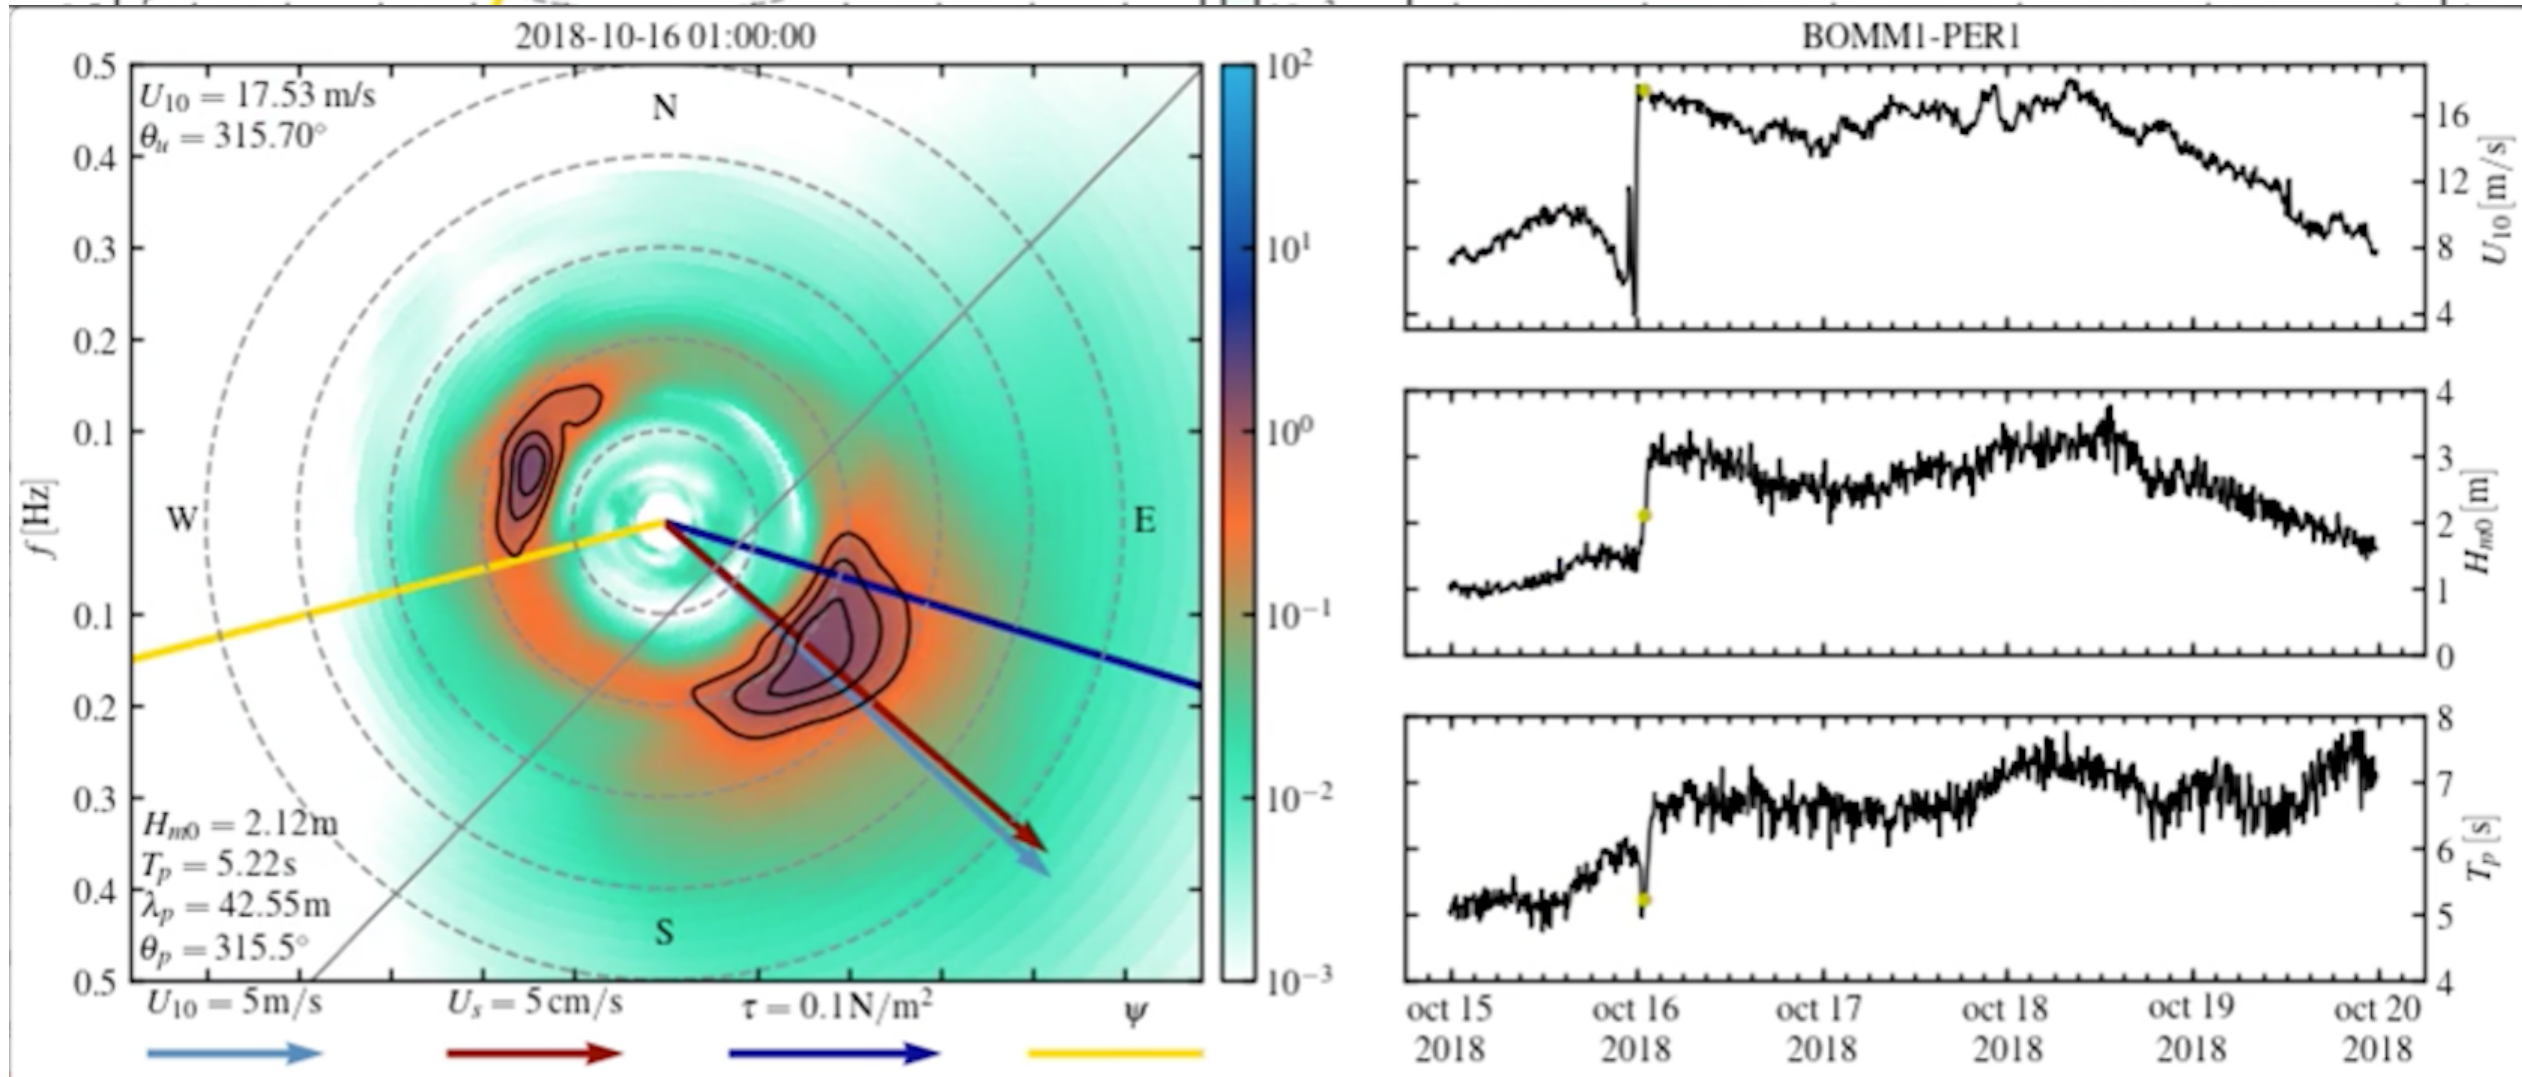 2018-10-16 01:00:00
U10 = 17.53 m/s
θu = 315.70°
N
W
E
S
Hm0 = 2.12m
Tp = 5.22s
λp = 42.55m
θp = 315.5°
f [Hz]
0.5
0.4
0.3
0.2
0.1
0.1
0.2
0.3
0.4
0.5
10²
10¹
10⁰
10⁻¹
10⁻²
10⁻³
U10 = 5m/s
Us = 5cm/s
τ = 0.1N/m²
ψ
BOMM1-PER1
16
12
8
4
U10 [m/s]
4
3
2
1
0
Hm0 [m]
8
7
6
5
4
Tp [s]
oct 15 oct 16 oct 17 oct 18 oct 19 oct 20
2018 2018 2018 2018 2018 2018